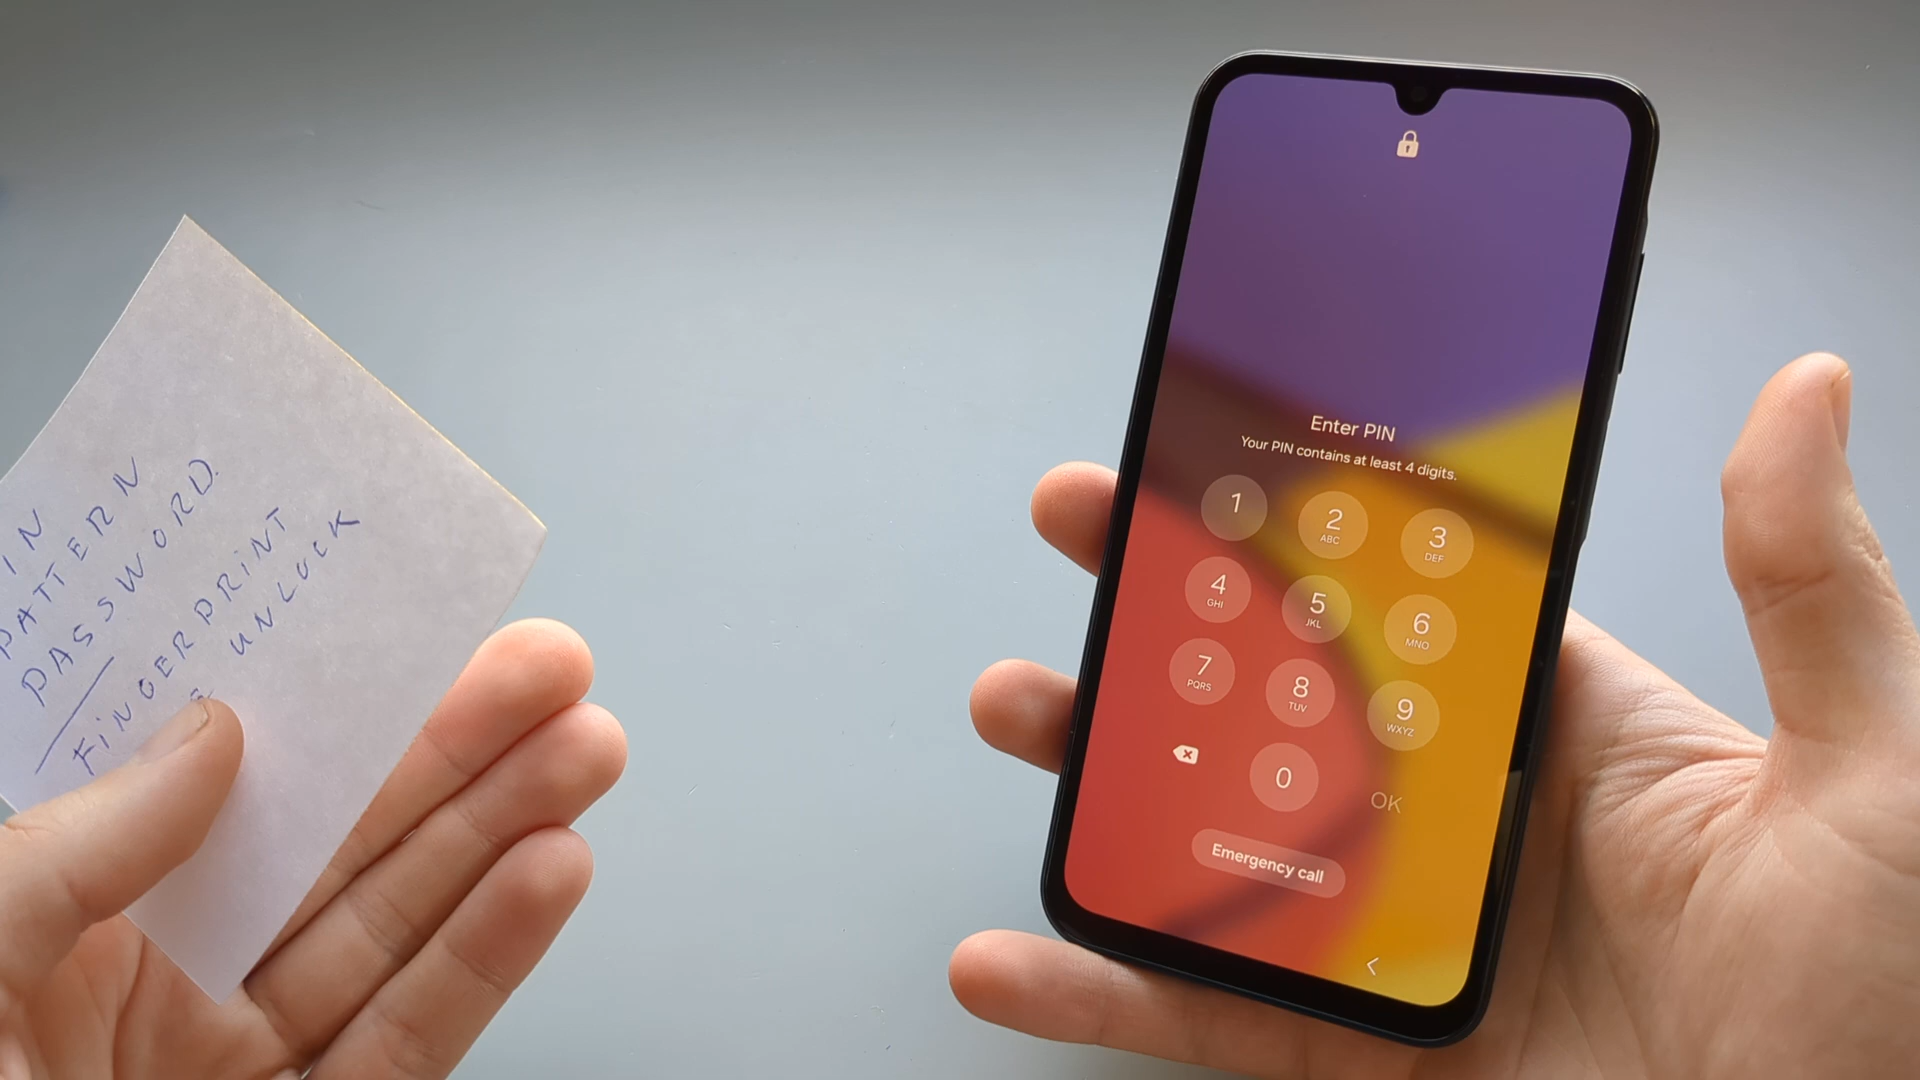 PATTERN
PASSWORD.
FINGERPRINT
UNLOCK
Enter PIN
Your PIN contains at least 4 digits.
1
2 ABC
3 DEF
4 GHI
5 JKL
6 MNO
7 PQRS
8 TUV
9 WXYZ
0
OK
Emergency call